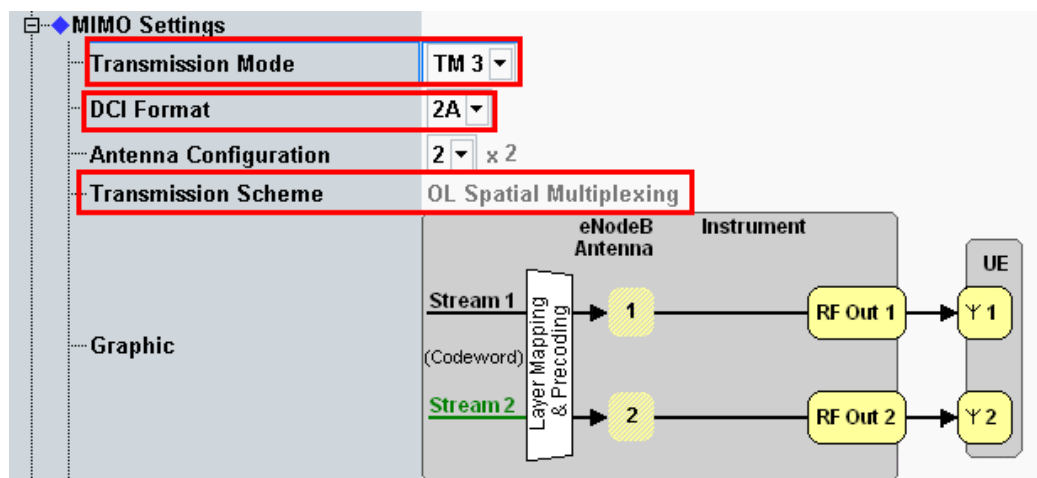 MIMO Settings
Transmission Mode TM 3
DCI Format 2A
Antenna Configuration 2 x 2
Transmission Scheme OL Spatial Multiplexing
eNodeB Antenna Instrument
UE
Stream 1
1
RF Out 1
1
Graphic
(Codeword)
Layer Mapping
& Precoding
Stream 2
2
RF Out 2
2